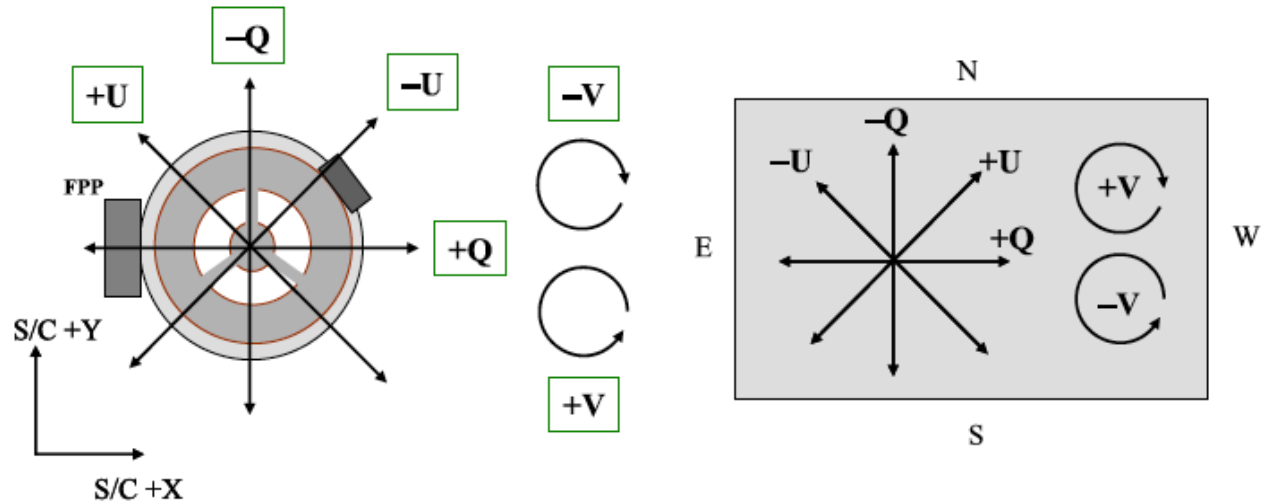 –Q
+U
–U
FPP
+Q
S/C +Y
S/C +X
–V
+V
N
–Q
–U
+U
+Q
+V
–V
E
W
S